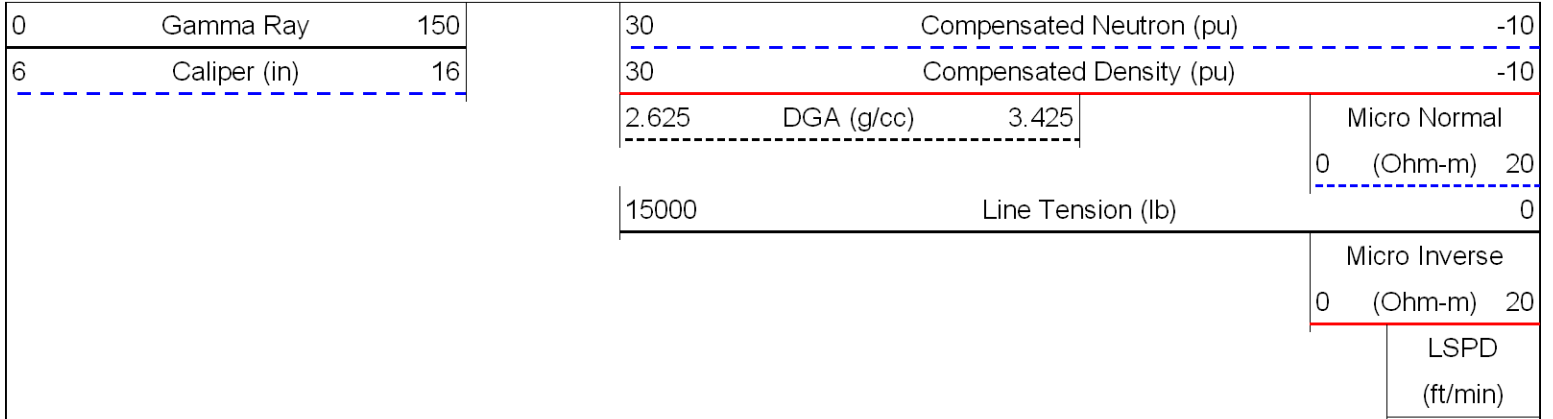 0 Gamma Ray 150 30 Compensated Neutron (pu) -10
6 Caliper (in) 16 30 Compensated Density (pu) -10
2.625 DGA (g/cc) 3.425 Micro Normal
0 (Ohm-m) 20
15000 Line Tension (lb) 0
Micro Inverse
0 (Ohm-m) 20
LSPD
(ft/min)